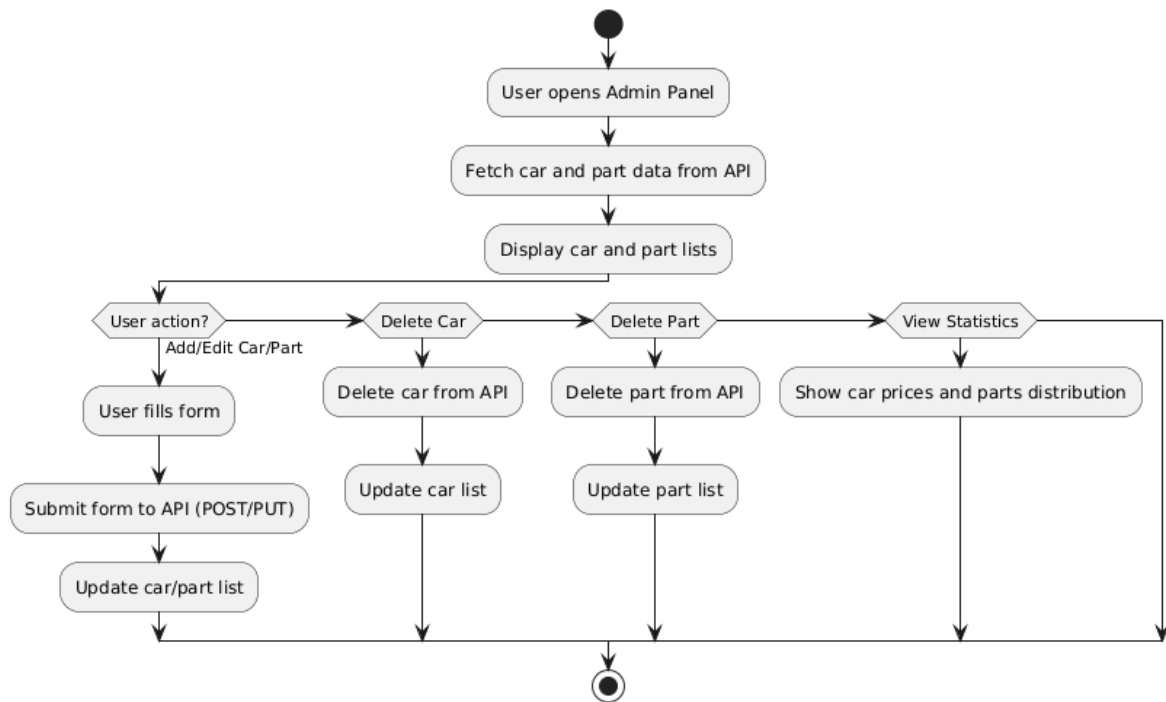 User opens Admin Panel
Fetch car and part data from API
Display car and part lists
User action?
Delete Car
Delete Part
View Statistics
Add/Edit Car/Part
User fills form
Delete car from API
Delete part from API
Show car prices and parts distribution
Submit form to API (POST/PUT)
Update car list
Update part list
Update car/part list